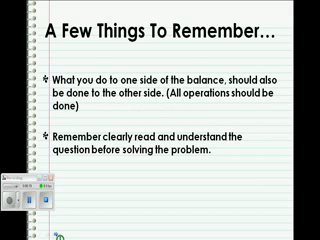 A Few Things To Remember...
What you do to one side of the balance, should also
be done to the other side. (All operations should be
done)
Remember clearly read and understand the
question before solving the problem.